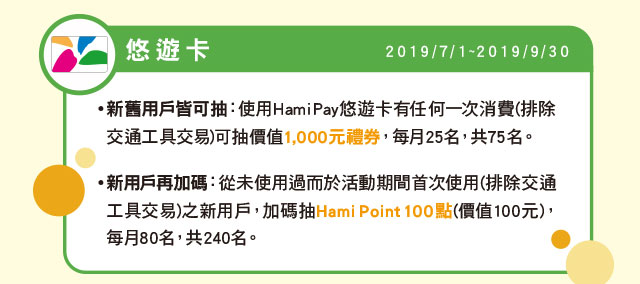 悠遊卡
2019/7/1~2019/9/30
•新舊用戶皆可抽：使用HamiPay悠遊卡有任何一次消費(排除
交通工具交易)可抽價值1,000元禮券，每月25名，共75名。
•新用戶再加碼：從未使用過而於活動期間首次使用(排除交通
工具交易)之新用戶，加碼抽Hami Point 100點(價值100元)，
每月80名，共240名。